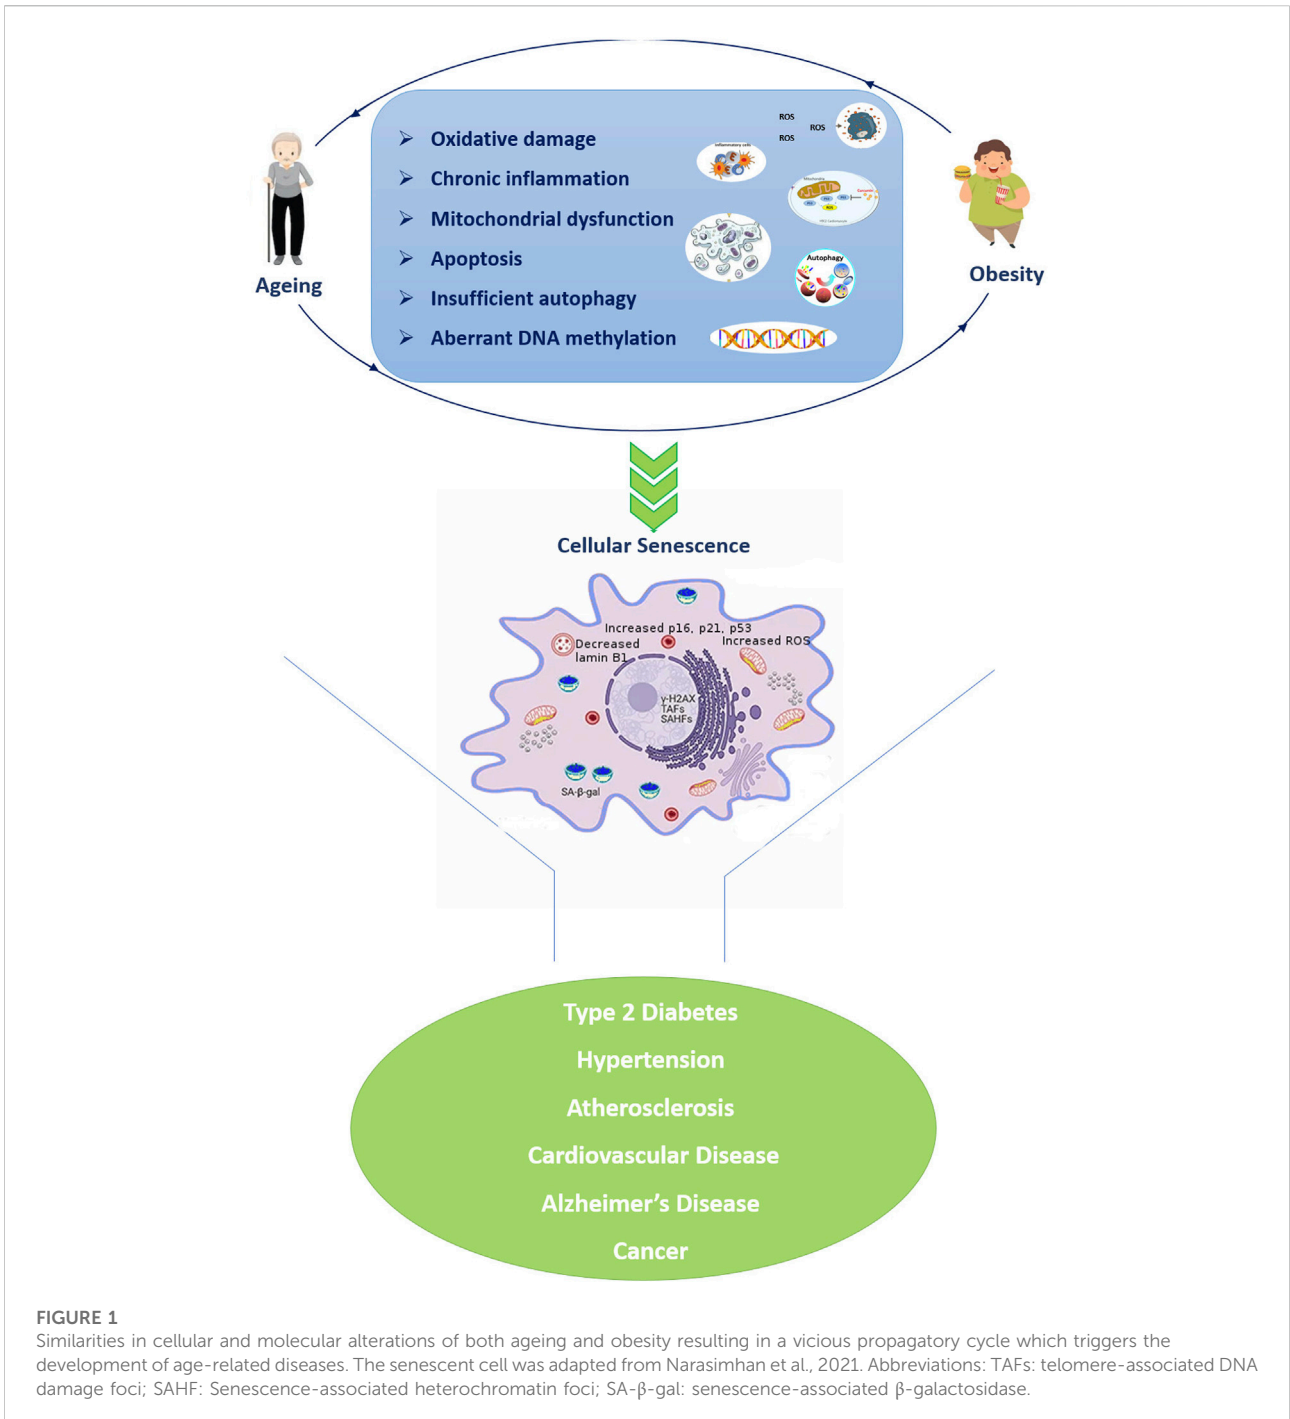 ROS
ROS
ROS
Oxidative damage
Inflammatory cells
Chronic inflammation
Mitochondria
Mitochondrial dysfunction
ROS
Ageing
Apoptosis
Autophagy
Obesity
Insufficient autophagy
Aberrant DNA methylation
Cellular Senescence
Increased p16, p21, p53
Decreased
lamin B1
Increased ROS
γ-H2AX
TAFs
SAHFs
SA-β-gal
Type 2 Diabetes
Hypertension
Atherosclerosis
Cardiovascular Disease
Alzheimer’s Disease
Cancer
FIGURE 1
Similarities in cellular and molecular alterations of both ageing and obesity resulting in a vicious propagatory cycle which triggers the
development of age-related diseases. The senescent cell was adapted from Narasimhan et al., 2021. Abbreviations: TAFs: telomere-associated DNA
damage foci; SAHF: Senescence-associated heterochromatin foci; SA-β-gal: senescence-associated β-galactosidase.